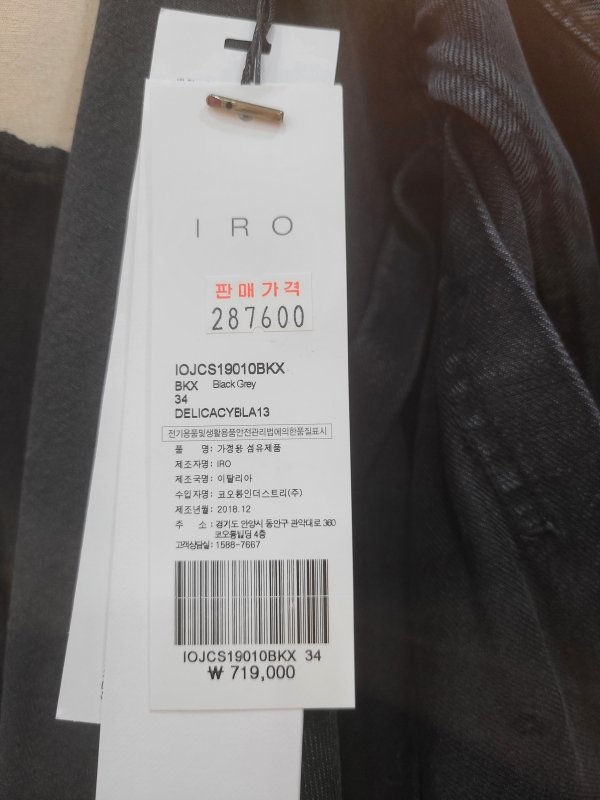 IRO
판매가격
287600
IOJCS19010BKX
BKX Black Grey
34
DELICACYBLA13
전기용품및생활용품안전관리법에의한품질표시
품 명: 가정용 섬유제품
제조자명: IRO
제조국명: 이탈리아
수입자명: 코오롱인더스트리(주)
제조년월: 2018.12
주 소: 경기도 안양시 동안구 관악대로 360
코오롱빌딩 4층
고객상담실: 1588-7667
IOJCS19010BKX 34
₩ 719,000